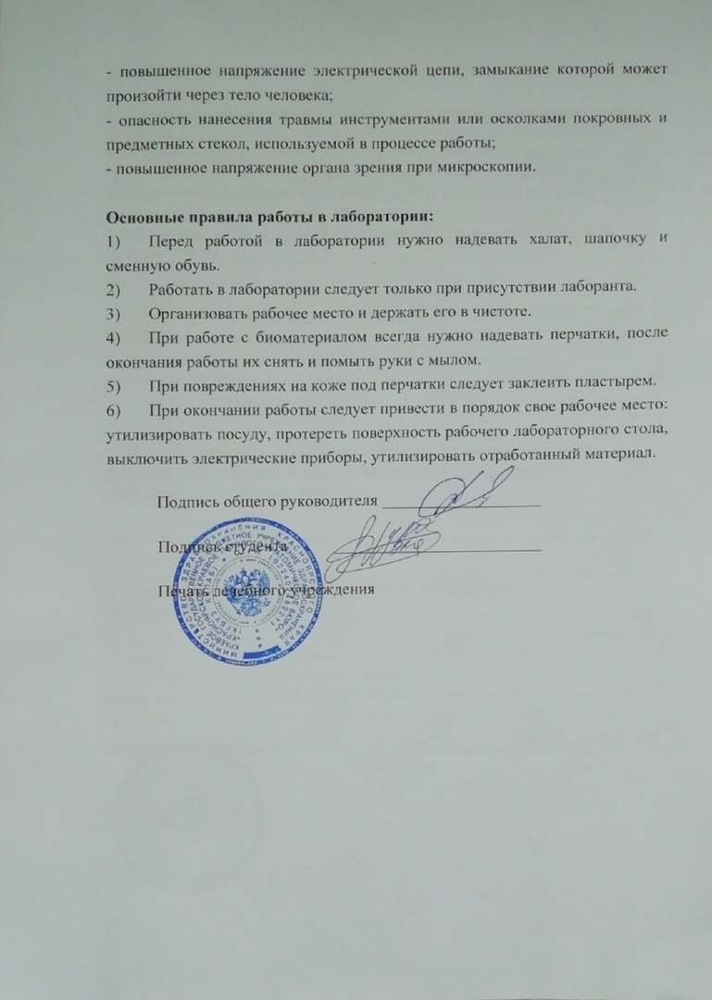 - повышенное напряжение электрической цепи, замыкание которой может
произойти через тело человека;
- опасность нанесения травмы инструментами или осколками покровных и
предметных стекол, используемой в процессе работы;
- повышенное напряжение органа зрения при микроскопии.
Основные правила работы в лаборатории:
1) Перед работой в лаборатории нужно надевать халат, шапочку и
сменную обувь.
2) Работать в лаборатории следует только при присутствии лаборанта.
3) Организовать рабочее место и держать его в чистоте.
4) При работе с биоматериалом всегда нужно надевать перчатки, после
окончания работы их снять и помыть руки с мылом.
5) При повреждениях на коже под перчатки следует заклеить пластырем.
6) При окончании работы следует привести в порядок свое рабочее место:
утилизировать посуду, протереть поверхность рабочего лабораторного стола,
выключить электрические приборы, утилизировать отработанный материал.
Подпись общего руководителя
Подпись студента
Печать лечебного учреждения
МИНИСТЕРСТВО ЗДРАВООХРАНЕНИЯ КРАСНОЯРСКОГО КРАЯ